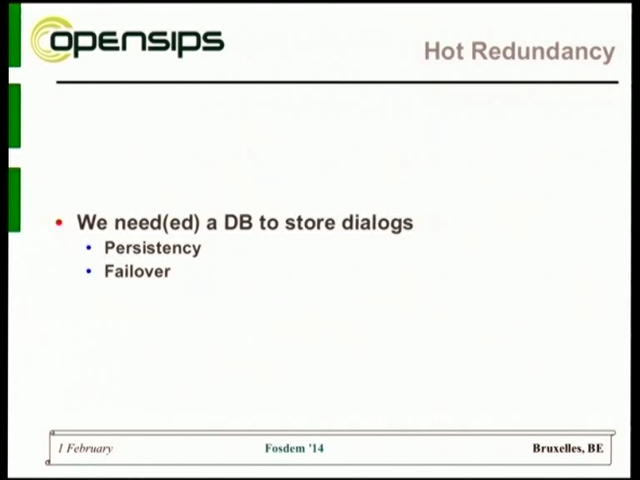 OPENSIPS
Hot Redundancy
We need(ed) a DB to store dialogs
Persistency
Failover
1 February Fosdem '14 Bruxelles, BE